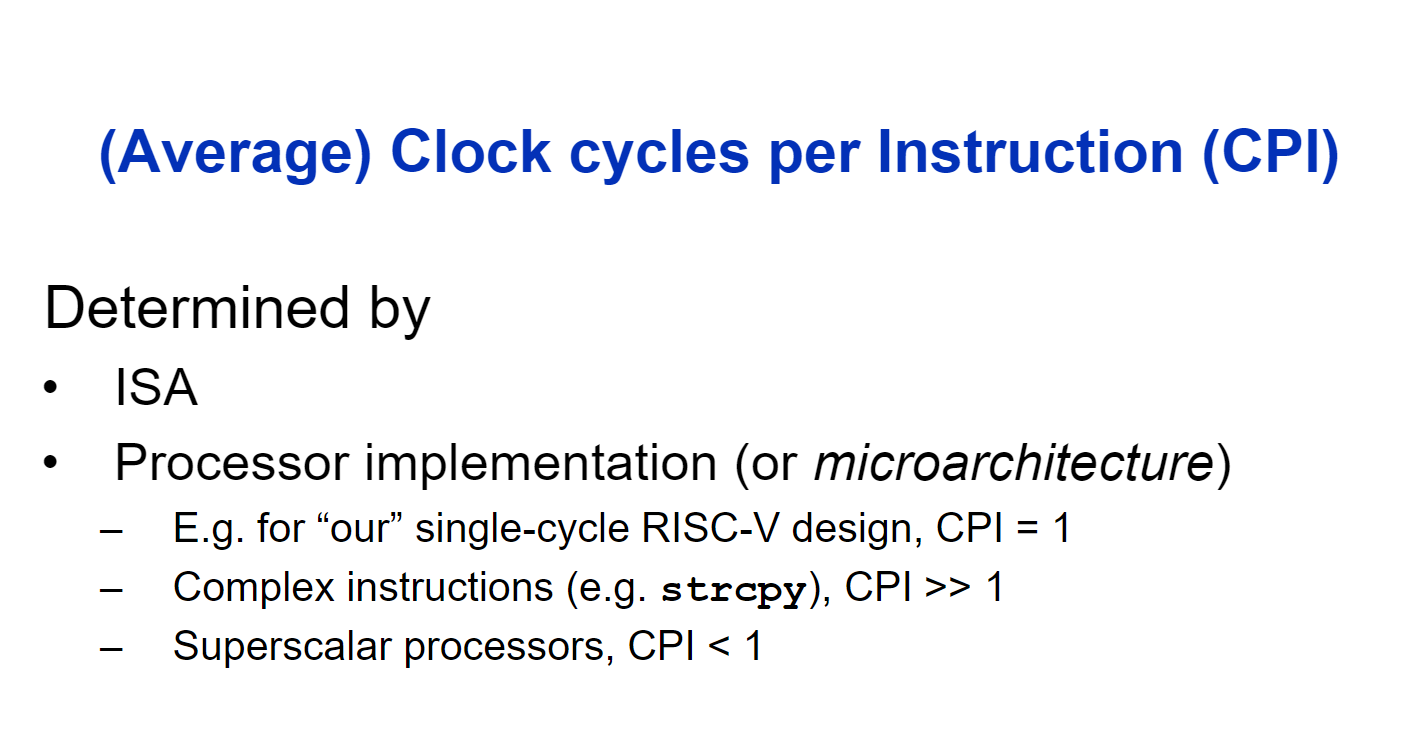 (Average) Clock cycles per Instruction (CPI)
Determined by
• ISA
• Processor implementation (or microarchitecture)
– E.g. for “our” single-cycle RISC-V design, CPI = 1
– Complex instructions (e.g. strcpy), CPI >> 1
– Superscalar processors, CPI < 1